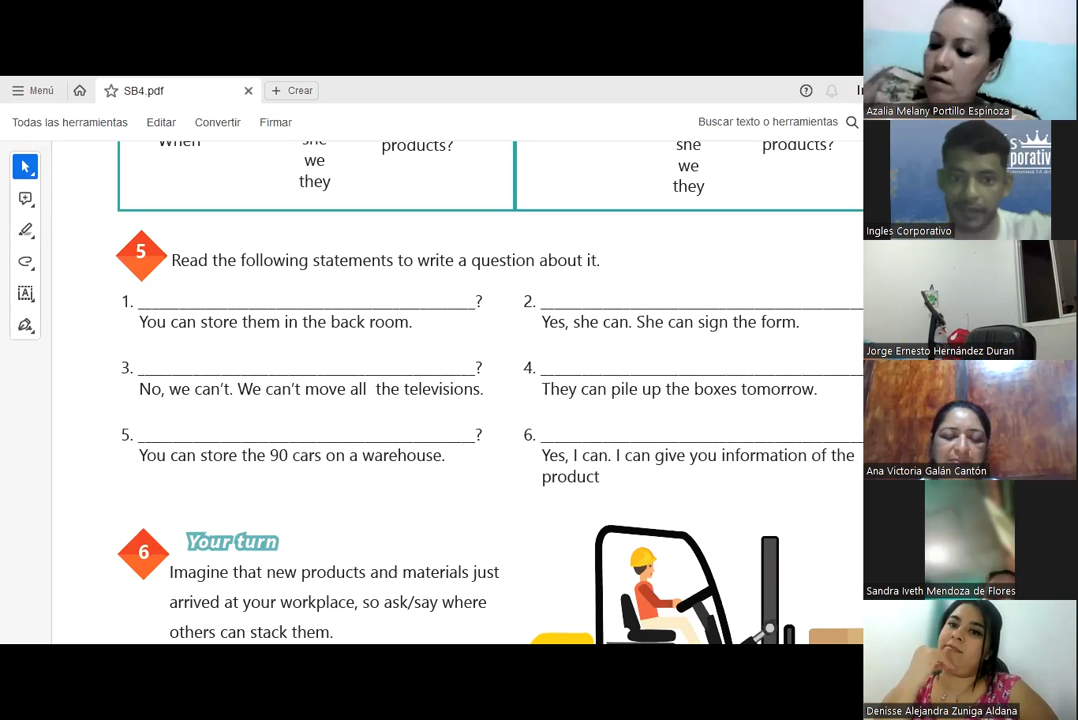 Menú
SB4.pdf
Crear
Todas las herramientas
Editar
Convertir
Firmar
Buscar texto o herramientas
When
she
we
they
products?
she
we
they
products?
5
Read the following statements to write a question about it.
1. ?
You can store them in the back room.
2.
Yes, she can. She can sign the form.
3. ?
No, we can't. We can't move all the televisions.
4.
They can pile up the boxes tomorrow.
5. ?
You can store the 90 cars on a warehouse.
6.
Yes, I can. I can give you information of the
product
6
Your turn
Imagine that new products and materials just
arrived at your workplace, so ask/say where
others can stack them.
Azalia Melany Portillo Espinoza
Ingles Corporativo
Jorge Ernesto Hernández Duran
Ana Victoria Galán Cantón
Sandra Iveth Mendoza de Flores
Denisse Alejandra Zuniga Aldana